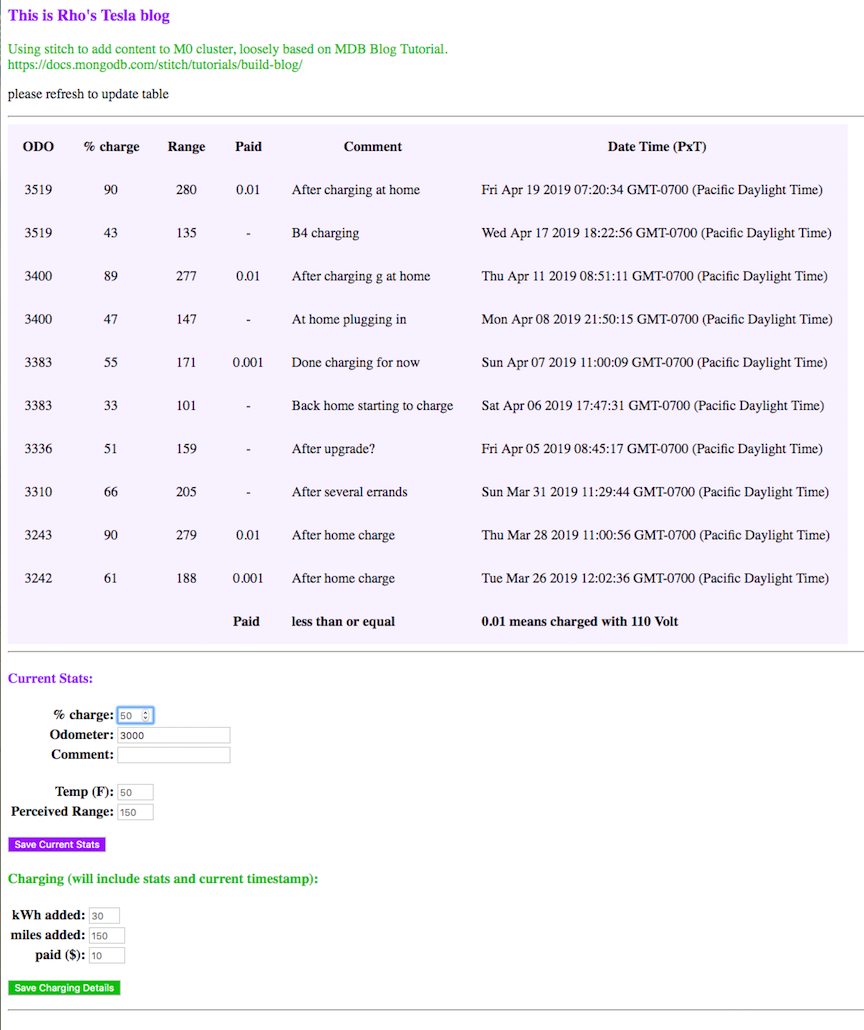 This is Rho's Tesla blog
Using stitch to add content to M0 cluster, loosely based on MDB Blog Tutorial.
https://docs.mongodb.com/stitch/tutorials/build-blog/
please refresh to update table
ODO % charge Range Paid Comment Date Time (PxT)
3519 90 280 0.01 After charging at home Fri Apr 19 2019 07:20:34 GMT-0700 (Pacific Daylight Time)
3519 43 135 - B4 charging Wed Apr 17 2019 18:22:56 GMT-0700 (Pacific Daylight Time)
3400 89 277 0.01 After charging g at home Thu Apr 11 2019 08:51:11 GMT-0700 (Pacific Daylight Time)
3400 47 147 - At home plugging in Mon Apr 08 2019 21:50:15 GMT-0700 (Pacific Daylight Time)
3383 55 171 0.001 Done charging for now Sun Apr 07 2019 11:00:09 GMT-0700 (Pacific Daylight Time)
3383 33 101 - Back home starting to charge Sat Apr 06 2019 17:47:31 GMT-0700 (Pacific Daylight Time)
3336 51 159 - After upgrade? Fri Apr 05 2019 08:45:17 GMT-0700 (Pacific Daylight Time)
3310 66 205 - After several errands Sun Mar 31 2019 11:29:44 GMT-0700 (Pacific Daylight Time)
3243 90 279 0.01 After home charge Thu Mar 28 2019 11:00:56 GMT-0700 (Pacific Daylight Time)
3242 61 188 0.001 After home charge Tue Mar 26 2019 12:02:36 GMT-0700 (Pacific Daylight Time)
Paid less than or equal 0.01 means charged with 110 Volt
Current Stats:
% charge: 50
Odometer: 3000
Comment:
Temp (F): 50
Perceived Range: 150
Save Current Stats
Charging (will include stats and current timestamp):
kWh added: 30
miles added: 150
paid ($): 10
Save Charging Details